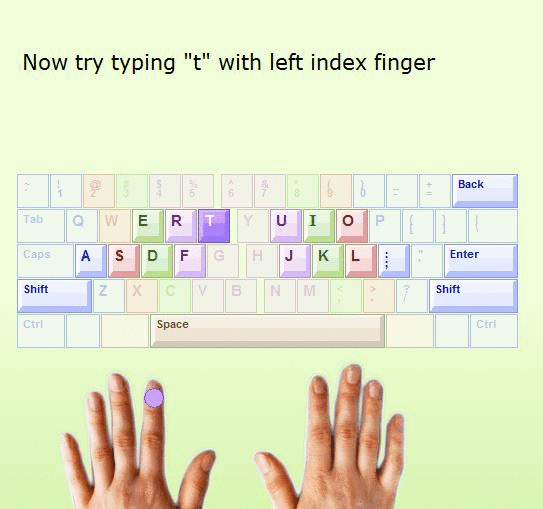 Now try typing "t" with left index finger
~ ` ! 1 @ 2 # 3 $ 4 % 5 ^ 6 & 7 * 8 ( 9 ) 0 _ - + = Back
Tab Q W E R T Y U I O P { [ } ] | \
Caps A S D F G H J K L : ; " ' Enter
Shift Z X C V B N M < , > . ? / Shift
Ctrl Space Ctrl